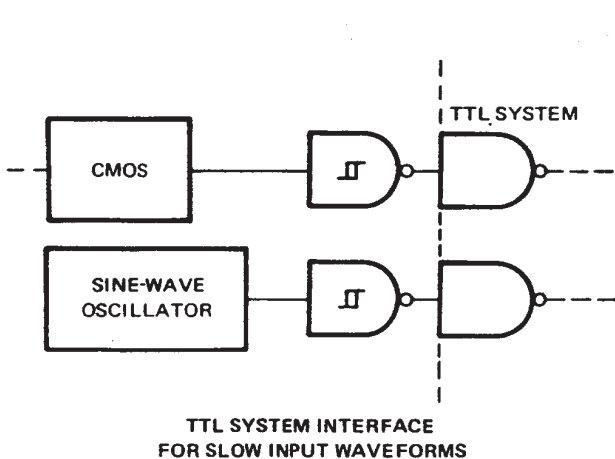 TTL SYSTEM
CMOS
SINE-WAVE
OSCILLATOR
TTL SYSTEM INTERFACE
FOR SLOW INPUT WAVEFORMS